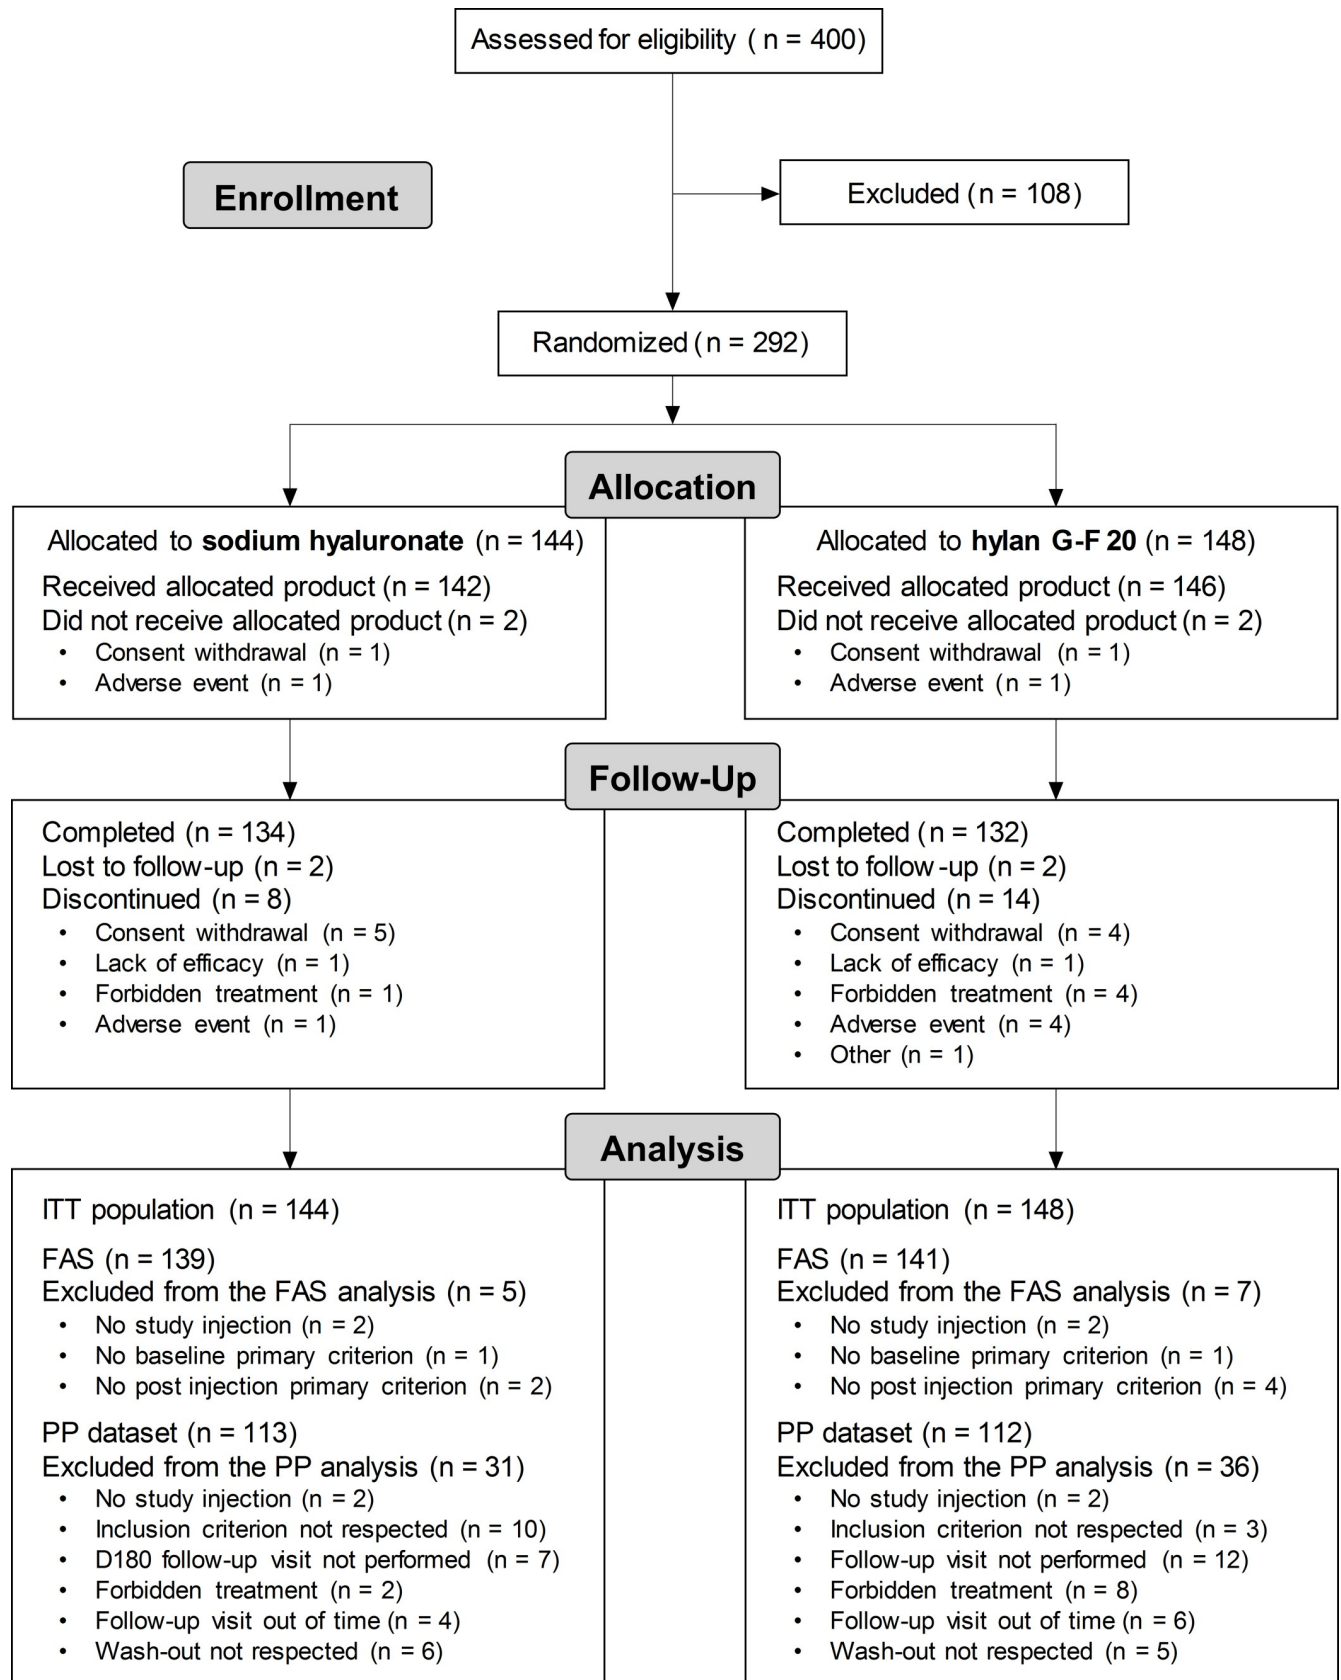 Assessed for eligibility ( n = 400)
Enrollment
Excluded (n = 108)
Randomized (n = 292)
Allocation
Allocated to sodium hyaluronate (n = 144)
Received allocated product (n = 142)
Did not receive allocated product (n = 2)
• Consent withdrawal (n = 1)
• Adverse event (n = 1)
Allocated to hylan G-F 20 (n = 148)
Received allocated product (n = 146)
Did not receive allocated product (n = 2)
• Consent withdrawal (n = 1)
• Adverse event (n = 1)
Follow-Up
Completed (n = 134)
Lost to follow-up (n = 2)
Discontinued (n = 8)
• Consent withdrawal (n = 5)
• Lack of efficacy (n = 1)
• Forbidden treatment (n = 1)
• Adverse event (n = 1)
Completed (n = 132)
Lost to follow-up (n = 2)
Discontinued (n = 14)
• Consent withdrawal (n = 4)
• Lack of efficacy (n = 1)
• Forbidden treatment (n = 4)
• Adverse event (n = 4)
• Other (n = 1)
Analysis
ITT population (n = 144)
FAS (n = 139)
Excluded from the FAS analysis (n = 5)
• No study injection (n = 2)
• No baseline primary criterion (n = 1)
• No post injection primary criterion (n = 2)
PP dataset (n = 113)
Excluded from the PP analysis (n = 31)
• No study injection (n = 2)
• Inclusion criterion not respected (n = 10)
• D180 follow-up visit not performed (n = 7)
• Forbidden treatment (n = 2)
• Follow-up visit out of time (n = 4)
• Wash-out not respected (n = 6)
ITT population (n = 148)
FAS (n = 141)
Excluded from the FAS analysis (n = 7)
• No study injection (n = 2)
• No baseline primary criterion (n = 1)
• No post injection primary criterion (n = 4)
PP dataset (n = 112)
Excluded from the PP analysis (n = 36)
• No study injection (n = 2)
• Inclusion criterion not respected (n = 3)
• Follow-up visit not performed (n = 12)
• Forbidden treatment (n = 8)
• Follow-up visit out of time (n = 6)
• Wash-out not respected (n = 5)